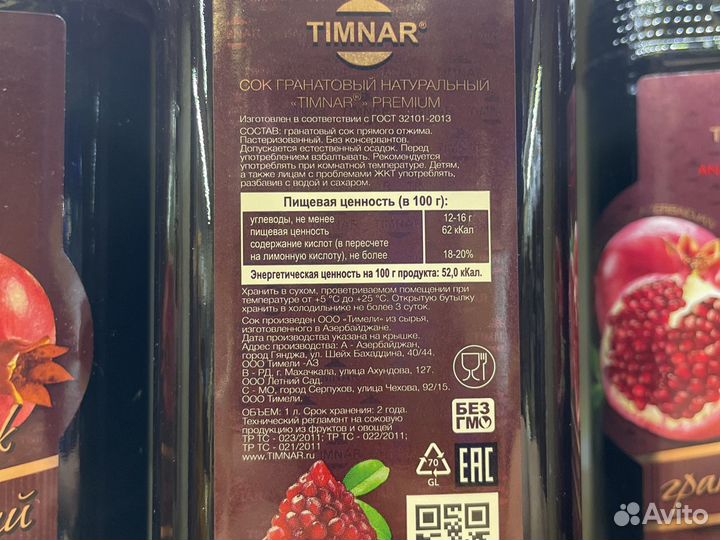 TIMNAR®
СОК ГРАНАТОВЫЙ НАТУРАЛЬНЫЙ
«TIMNAR®» PREMIUM
Изготовлен в соответствии с ГОСТ 32101-2013
СОСТАВ: гранатовый сок прямого отжима.
Пастеризованный. Без консервантов.
Допускается естественный осадок. Перед
употреблением взбалтывать. Рекомендуется
употреблять при комнатной температуре. Детям,
а также лицам с проблемами ЖКТ употреблять,
разбавив с водой и сахаром.
Пищевая ценность (в 100 г):
углеводы, не менее 12-16 г
пищевая ценность 62 кКал
содержание кислот (в пересчете
на лимонную кислоту), не более 18-20%
Энергетическая ценность на 100 г продукта: 52,0 кКал.
Хранить в сухом, проветриваемом помещении при
температуре от +5 °С до +25 °С. Открытую бутылку
хранить в холодильнике не более 3 суток.
Сок произведен ООО «Тимели» из сырья,
изготовленного в Азербайджане.
Дата производства указана на крышке.
Адрес производства: А - Азербайджан,
город Гянджа, ул. Шейх Бахаддина, 40/44.
ООО Тимели -АЗ
В - РД, г. Махачкала, улица Ахундова, 127.
ООО Летний Сад.
С - МО, город Серпухов, улица Чехова, 92/15.
ООО Тимели.
ОБЪЕМ: 1 л. Срок хранения: 2 года.
Технический регламент на соковую
продукцию из фруктов и овощей
ТР ТС - 023/2011; ТР ТС - 022/2011;
ТР ТС - 021/2011
www.TIMNAR.ru
БЕЗ
ГМО
70
GL
EAC
Avito